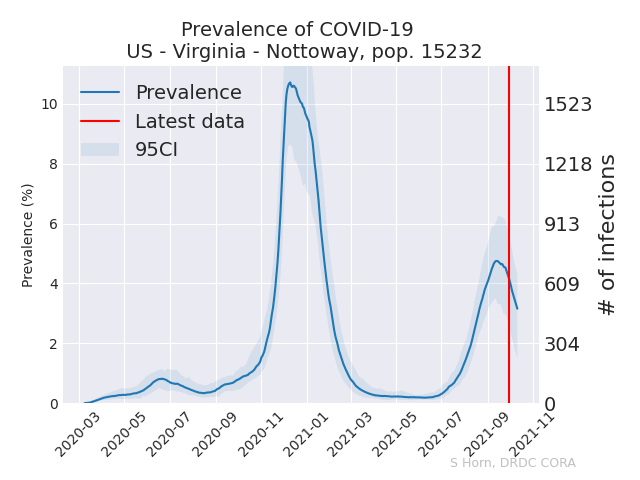 Prevalence of COVID-19
US - Virginia - Nottoway, pop. 15232
Prevalence
Latest data
95CI
Prevalence (%)
10
8
6
4
2
0
1523
1218
913
609
304
0
# of infections
2020-03
2020-05
2020-07
2020-09
2020-11
2021-01
2021-03
2021-05
2021-07
2021-09
2021-11
S Horn, DRDC CORA